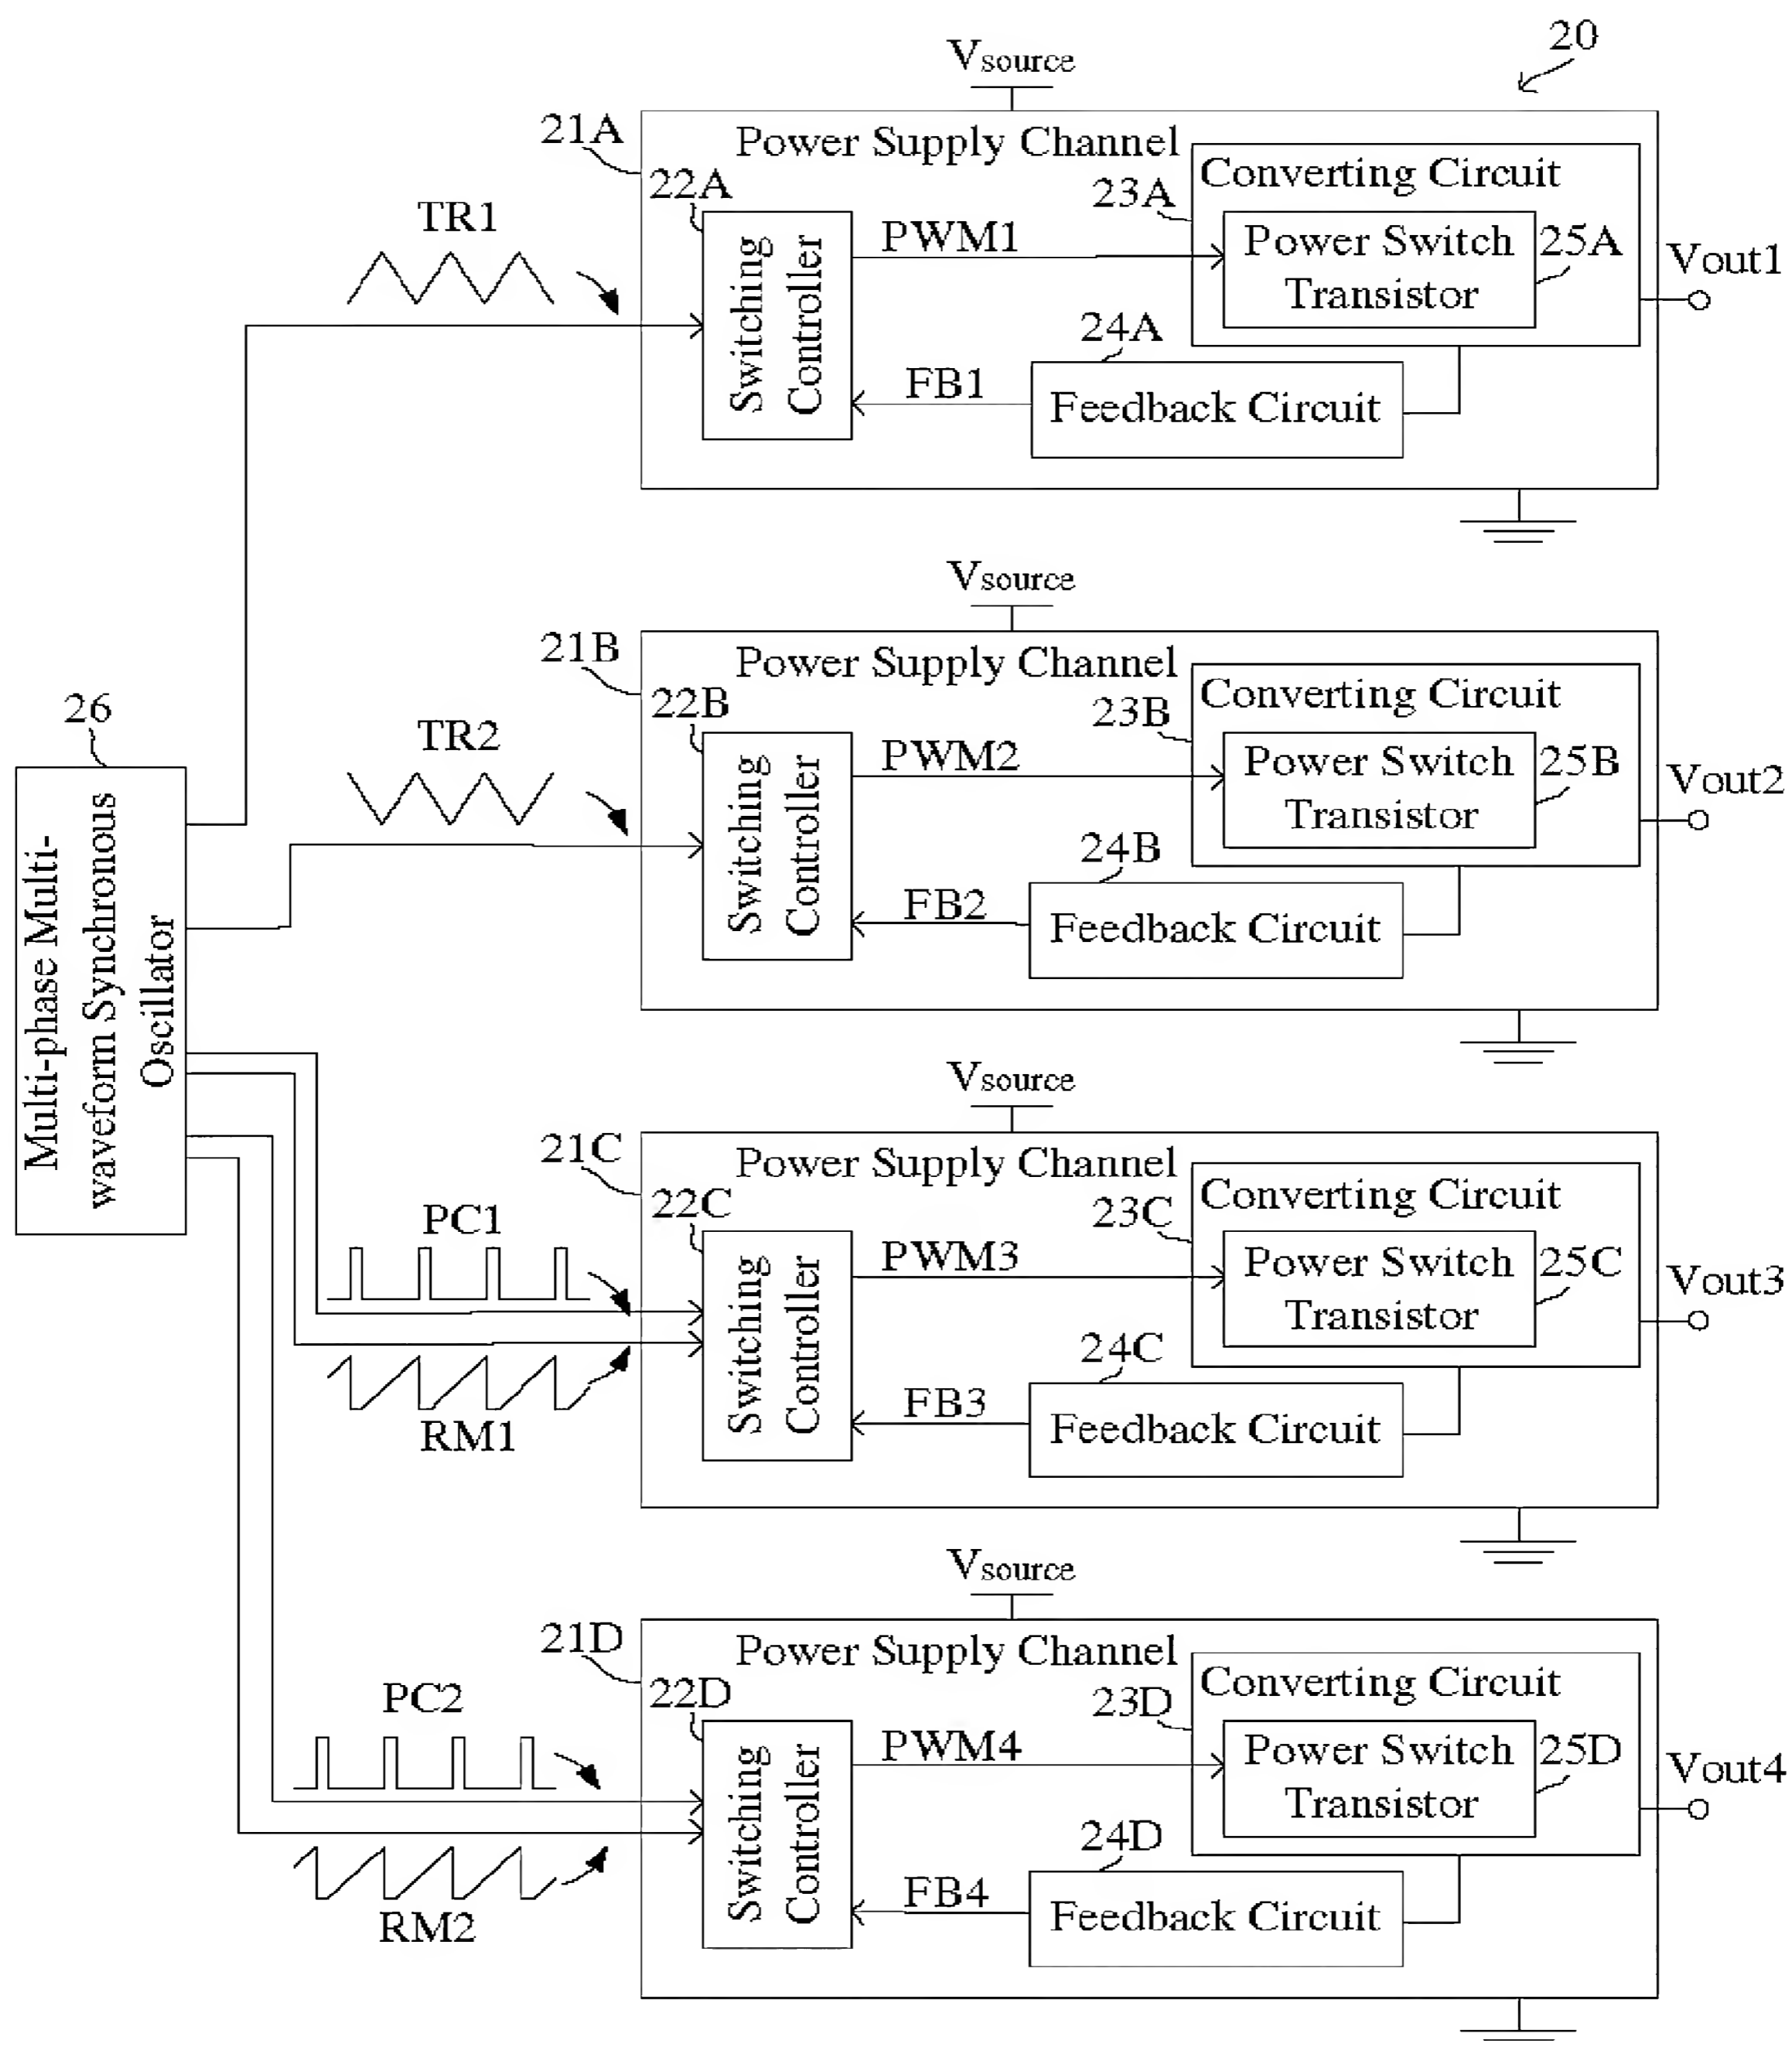 20
Vsource
21A
Power Supply Channel
22A
23A
Converting Circuit
TR1
Switching
Controller
PWM1
Power Switch
Transistor
25A
Vout1
24A
FB1
Feedback Circuit
Vsource
21B
Power Supply Channel
22B
23B
Converting Circuit
26
TR2
Switching
Controller
PWM2
Power Switch
Transistor
25B
Vout2
24B
FB2
Feedback Circuit
Multi-phase Multi-
waveform Synchronous
Oscillator
Vsource
21C
Power Supply Channel
22C
23C
Converting Circuit
PC1
Switching
Controller
PWM3
Power Switch
Transistor
25C
Vout3
24C
RM1
FB3
Feedback Circuit
Vsource
21D
Power Supply Channel
22D
23D
Converting Circuit
PC2
Switching
Controller
PWM4
Power Switch
Transistor
25D
Vout4
24D
RM2
FB4
Feedback Circuit